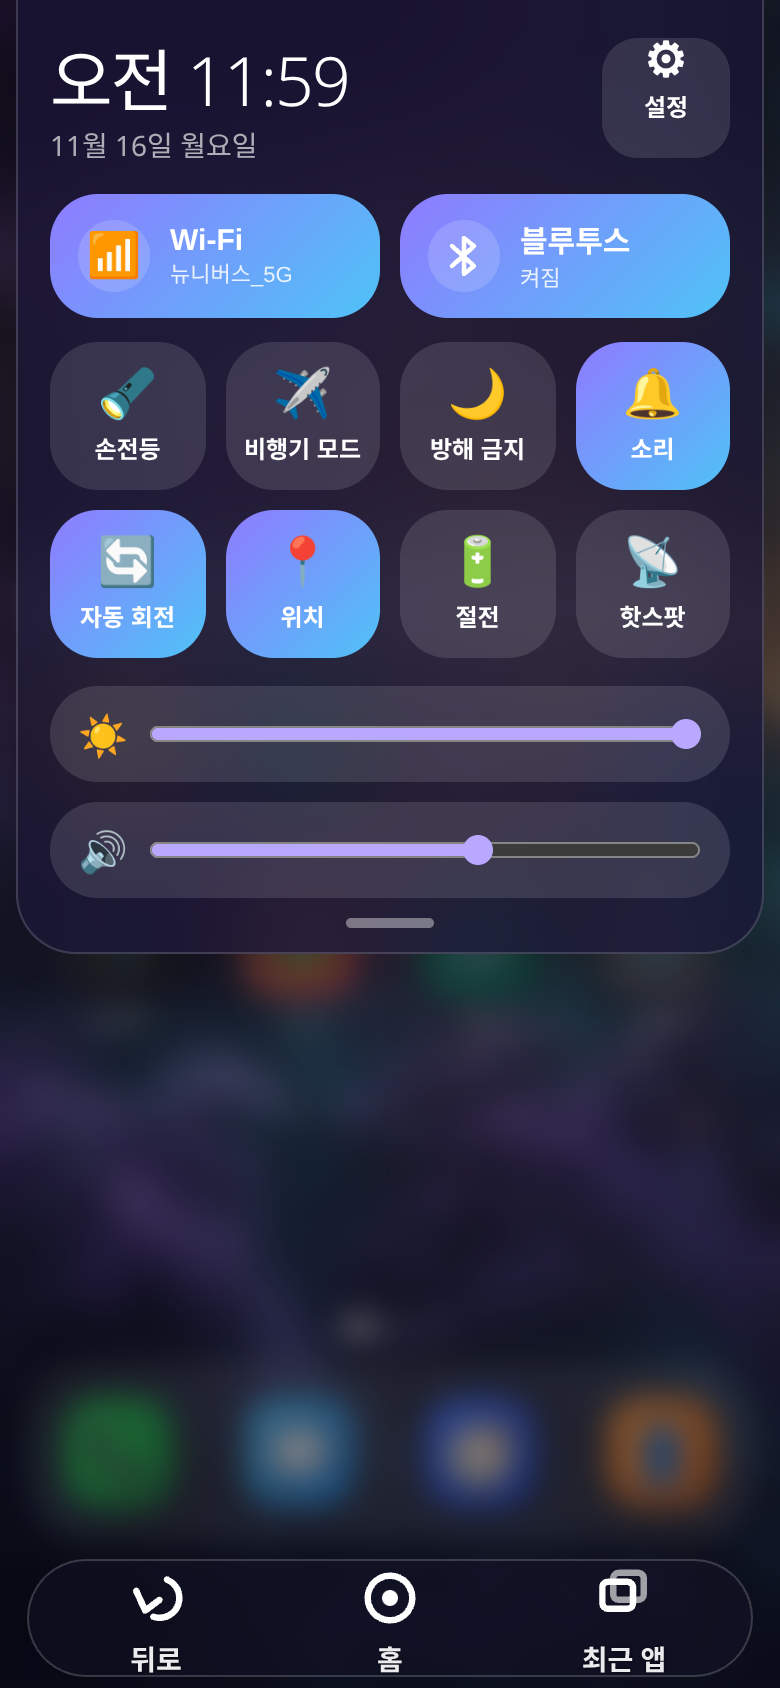 오전 11:59
11월 16일 월요일
설정
Wi-Fi
뉴니버스_5G
블루투스
켜짐
손전등
비행기 모드
방해 금지
소리
자동 회전
위치
절전
핫스팟
뒤로
홈
최근 앱